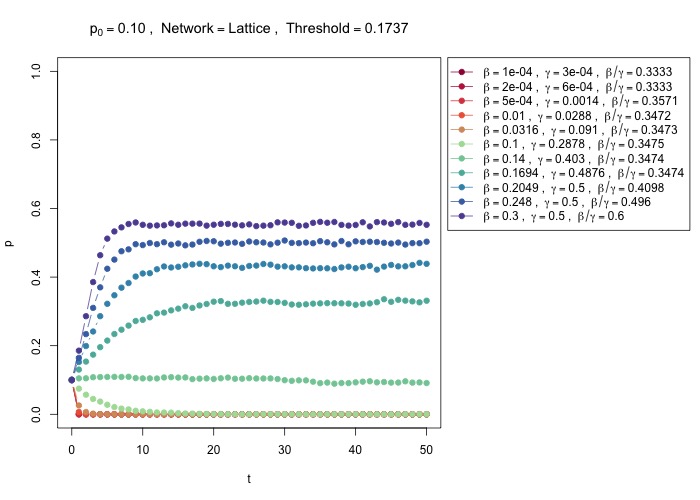 p₀ = 0.10 , Network = Lattice , Threshold = 0.1737
β = 1e-04 , γ = 3e-04 , β/γ = 0.3333
β = 2e-04 , γ = 6e-04 , β/γ = 0.3333
β = 5e-04 , γ = 0.0014 , β/γ = 0.3571
β = 0.01 , γ = 0.0288 , β/γ = 0.3472
β = 0.0316 , γ = 0.091 , β/γ = 0.3473
β = 0.1 , γ = 0.2878 , β/γ = 0.3475
β = 0.14 , γ = 0.403 , β/γ = 0.3474
β = 0.1694 , γ = 0.4876 , β/γ = 0.3474
β = 0.2049 , γ = 0.5 , β/γ = 0.4098
β = 0.248 , γ = 0.5 , β/γ = 0.496
β = 0.3 , γ = 0.5 , β/γ = 0.6
1.0
0.8
0.6
p
0.4
0.2
0.0
0 10 20 30 40 50
t